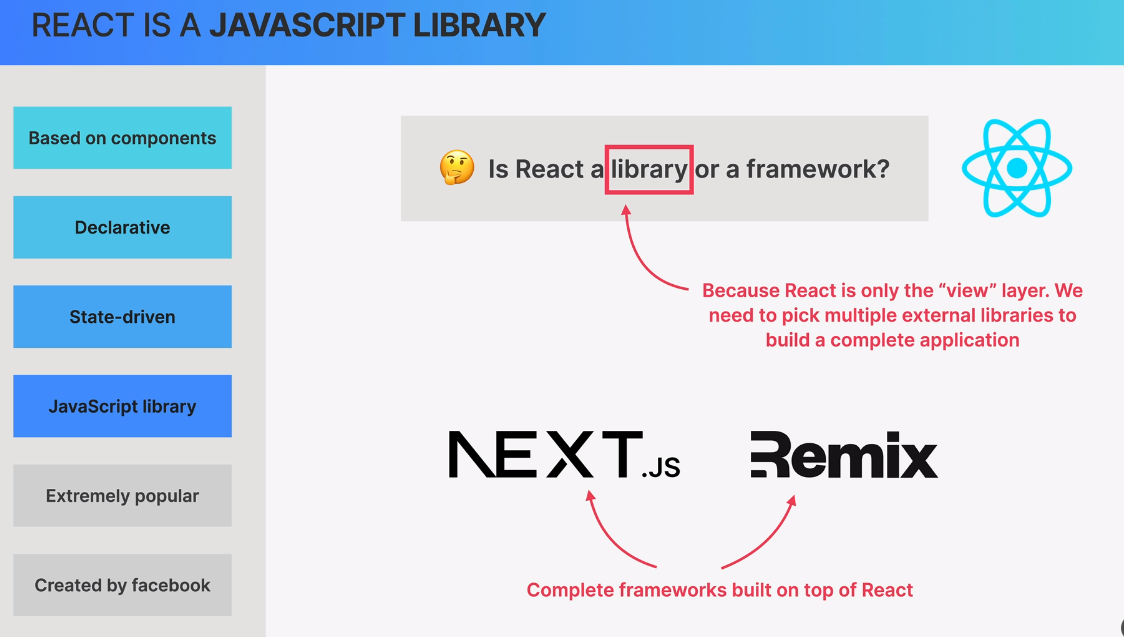 REACT IS A JAVASCRIPT LIBRARY
Based on components
Declarative
State-driven
JavaScript library
Extremely popular
Created by facebook
Is React a library or a framework?
Because React is only the “view” layer. We
need to pick multiple external libraries to
build a complete application
NEXT.JS
Remix
Complete frameworks built on top of React